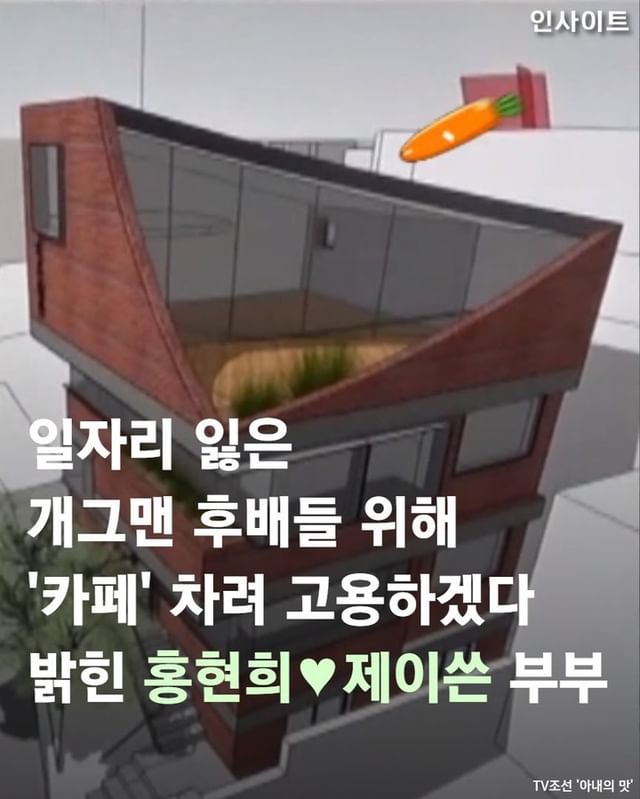 인사이트
일자리 잃은
개그맨 후배들 위해
'카페' 차려 고용하겠다
밝힌 홍현희♥제이쓴 부부
TV조선 '아내의 맛'